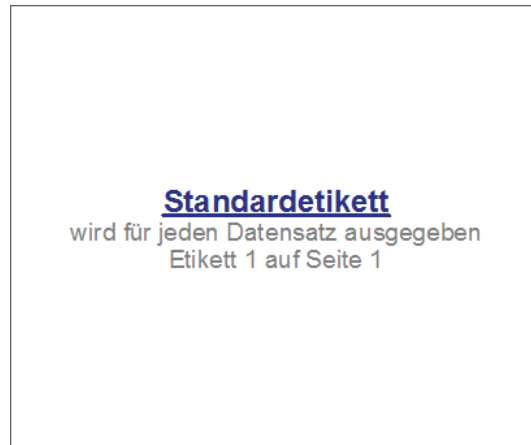 Standardetikett
wird für jeden Datensatz ausgegeben
Etikett 1 auf Seite 1